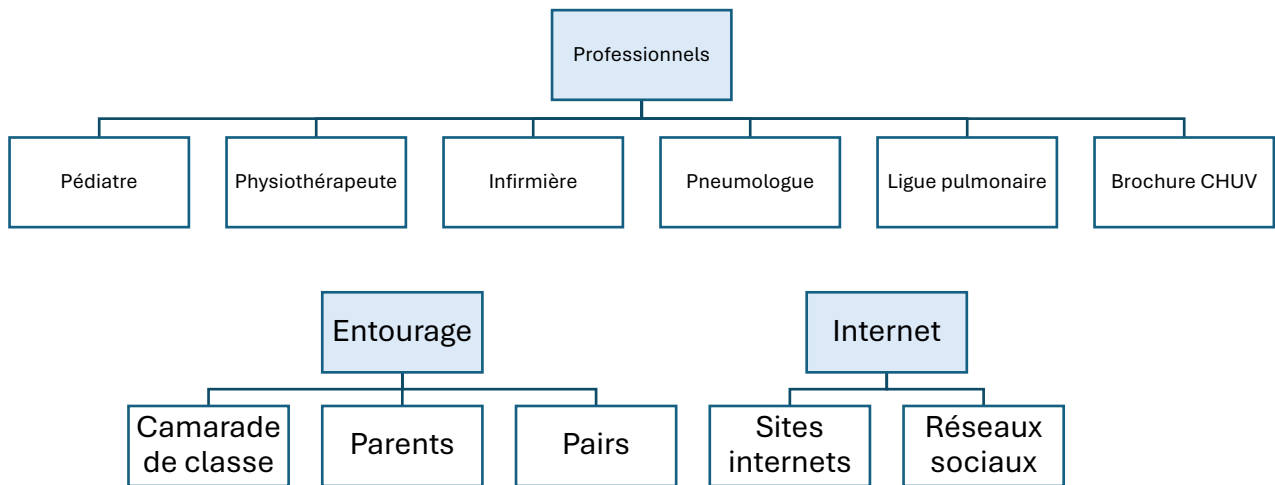 Professionnels
Pédiatre
Physiothérapeute
Infirmière
Pneumologue
Ligue pulmonaire
Brochure CHUV
Entourage
Internet
Camarade
de classe
Parents
Pairs
Sites
internets
Réseaux
sociaux